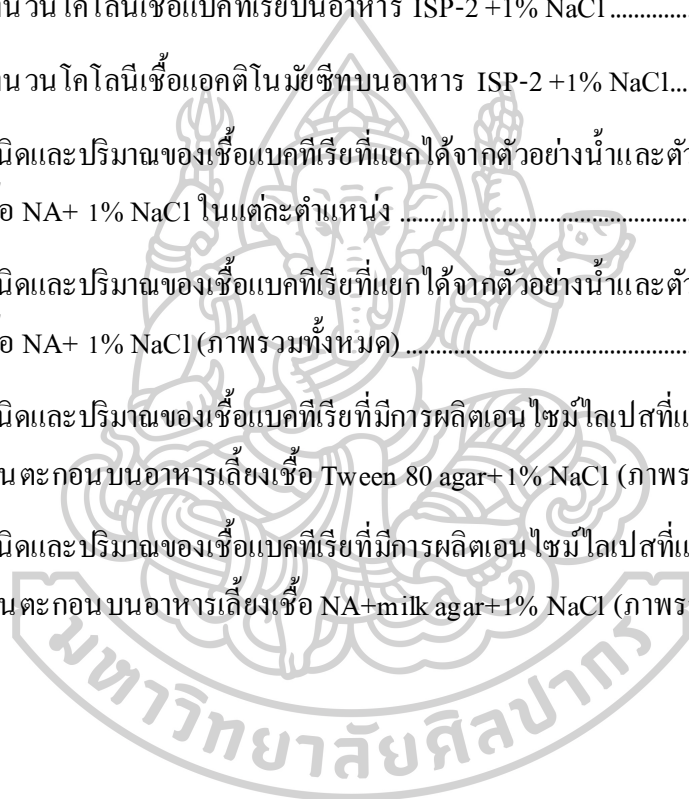 นวนโคโลนีเชื้อแบคทีเรียบนอาหาร ISP-2 +1% NaCl ..............
นวนโคโลนีเชื้อแอคติโนมัยซีทบนอาหาร ISP-2 +1% NaCl....
นิดและปริมาณของเชื้อแบคทีเรียที่แยกได้จากตัวอย่างน้ำและตัว
อ NA+ 1% NaCl ในแต่ละตำแหน่ง ..................................................
นิดและปริมาณของเชื้อแบคทีเรียที่แยกได้จากตัวอย่างน้ำและตัว
อ NA+ 1% NaCl (ภาพรวมทั้งหมด) ................................................
นิดและปริมาณของเชื้อแบคทีเรียที่มีการผลิตเอนไซม์ไลเปสที่แ
นตะกอนบนอาหารเลี้ยงเชื้อ Tween 80 agar+1% NaCl (ภาพร
นิดและปริมาณของเชื้อแบคทีเรียที่มีการผลิตเอนไซม์ไลเปสที่แ
นตะกอนบนอาหารเลี้ยงเชื้อ NA+milk agar+1% NaCl (ภาพร
มหาวิทยาลัยศิลปากร